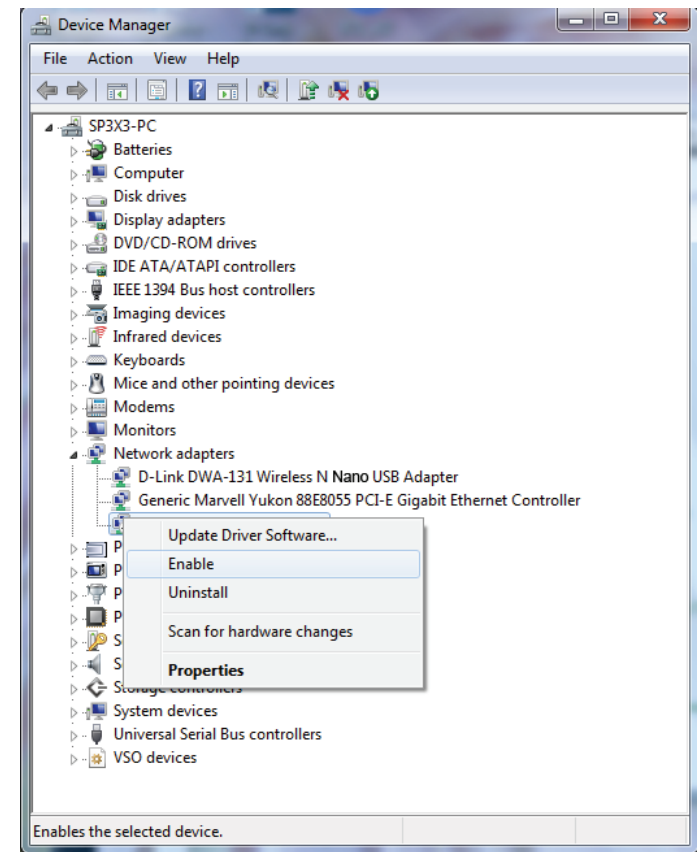 Device Manager
File Action View Help
SP3X3-PC
Batteries
Computer
Disk drives
Display adapters
DVD/CD-ROM drives
IDE ATA/ATAPI controllers
IEEE 1394 Bus host controllers
Imaging devices
Infrared devices
Keyboards
Mice and other pointing devices
Modems
Monitors
Network adapters
D-Link DWA-131 Wireless N Nano USB Adapter
Generic Marvell Yukon 88E8055 PCI-E Gigabit Ethernet Controller
Update Driver Software...
P
Enable
P
Uninstall
P
P
Scan for hardware changes
S
S
Properties
Storage controllers
System devices
Universal Serial Bus controllers
VSO devices
Enables the selected device.